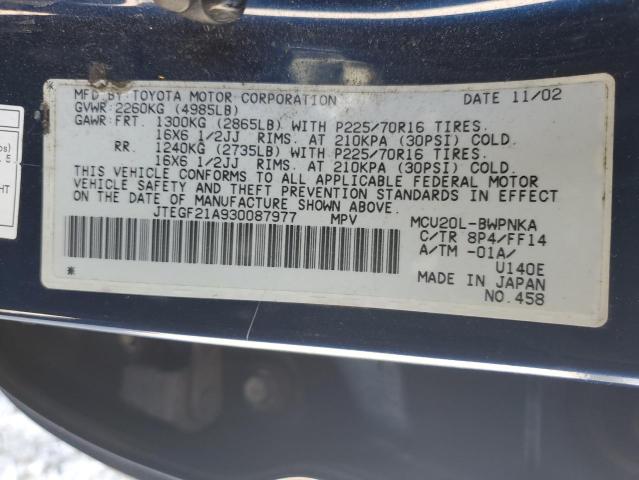 MFD BY: TOYOTA MOTOR CORPORATION DATE 11/02
GVWR: 2260KG (4985LB)
GAWR: FRT. 1300KG (2865LB) WITH P225/70R16 TIRES.
16X6 1/2JJ RIMS. AT 210KPA (30PSI) COLD.
RR. 1240KG (2735LB) WITH P225/70R16 TIRES.
16X6 1/2JJ RIMS. AT 210KPA (30PSI) COLD.
THIS VEHICLE CONFORMS TO ALL APPLICABLE FEDERAL MOTOR
VEHICLE SAFETY AND THEFT PREVENTION STANDARDS IN EFFECT
ON THE DATE OF MANUFACTURE SHOWN ABOVE.
JTEGF21A930087977 MPV MCU20L-BWPNKA
C/TR 8P4/FF14
A/TM -01A/
U140E
MADE IN JAPAN
NO.458